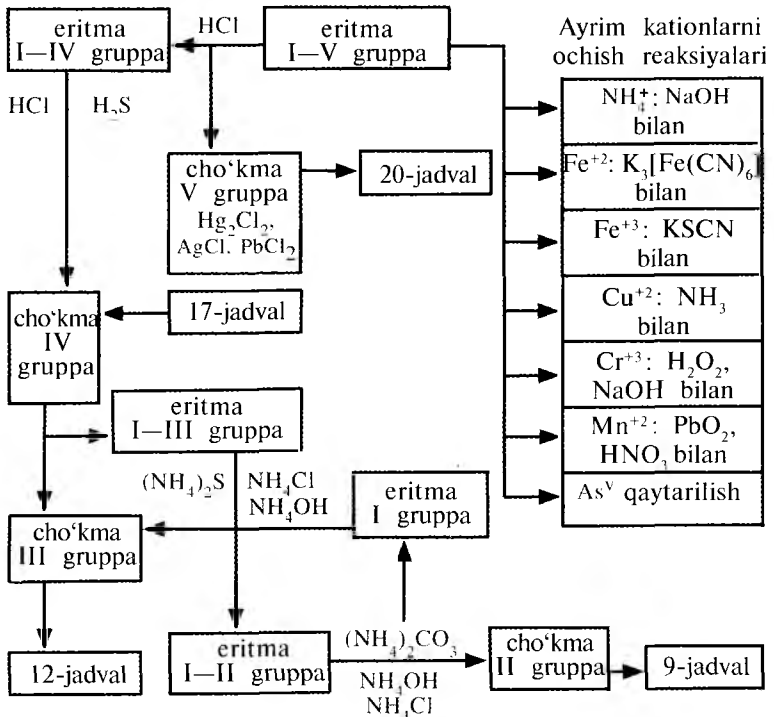 eritma
I—IV gruppa
HCl
eritma
I—V gruppa
Ayrim kationlarni
ochish reaksiyalari
HCl H₂S
NH₄⁺: NaOH
bilan
Fe⁺²: K₃[Fe(CN)₆]
bilan
Fe⁺³: KSCN
bilan
Cu⁺²: NH₃
bilan
Cr⁺³: H₂O₂,
NaOH bilan
Mn⁺²: PbO₂,
HNO₃ bilan
Asⱽ qaytarilish
cho‘kma
V gruppa
Hg₂Cl₂,
AgCl. PbCl₂
20-jadval
cho‘kma
IV
gruppa
17-jadval
eritma
I—III gruppa
(NH₄)₂S
NH₄Cl
NH₄OH
eritma
I gruppa
cho‘kma
III gruppa
12-jadval
eritma
I—II gruppa
(NH₄)₂CO₃
NH₄OH
NH₄Cl
cho‘kma
II gruppa
9-jadval